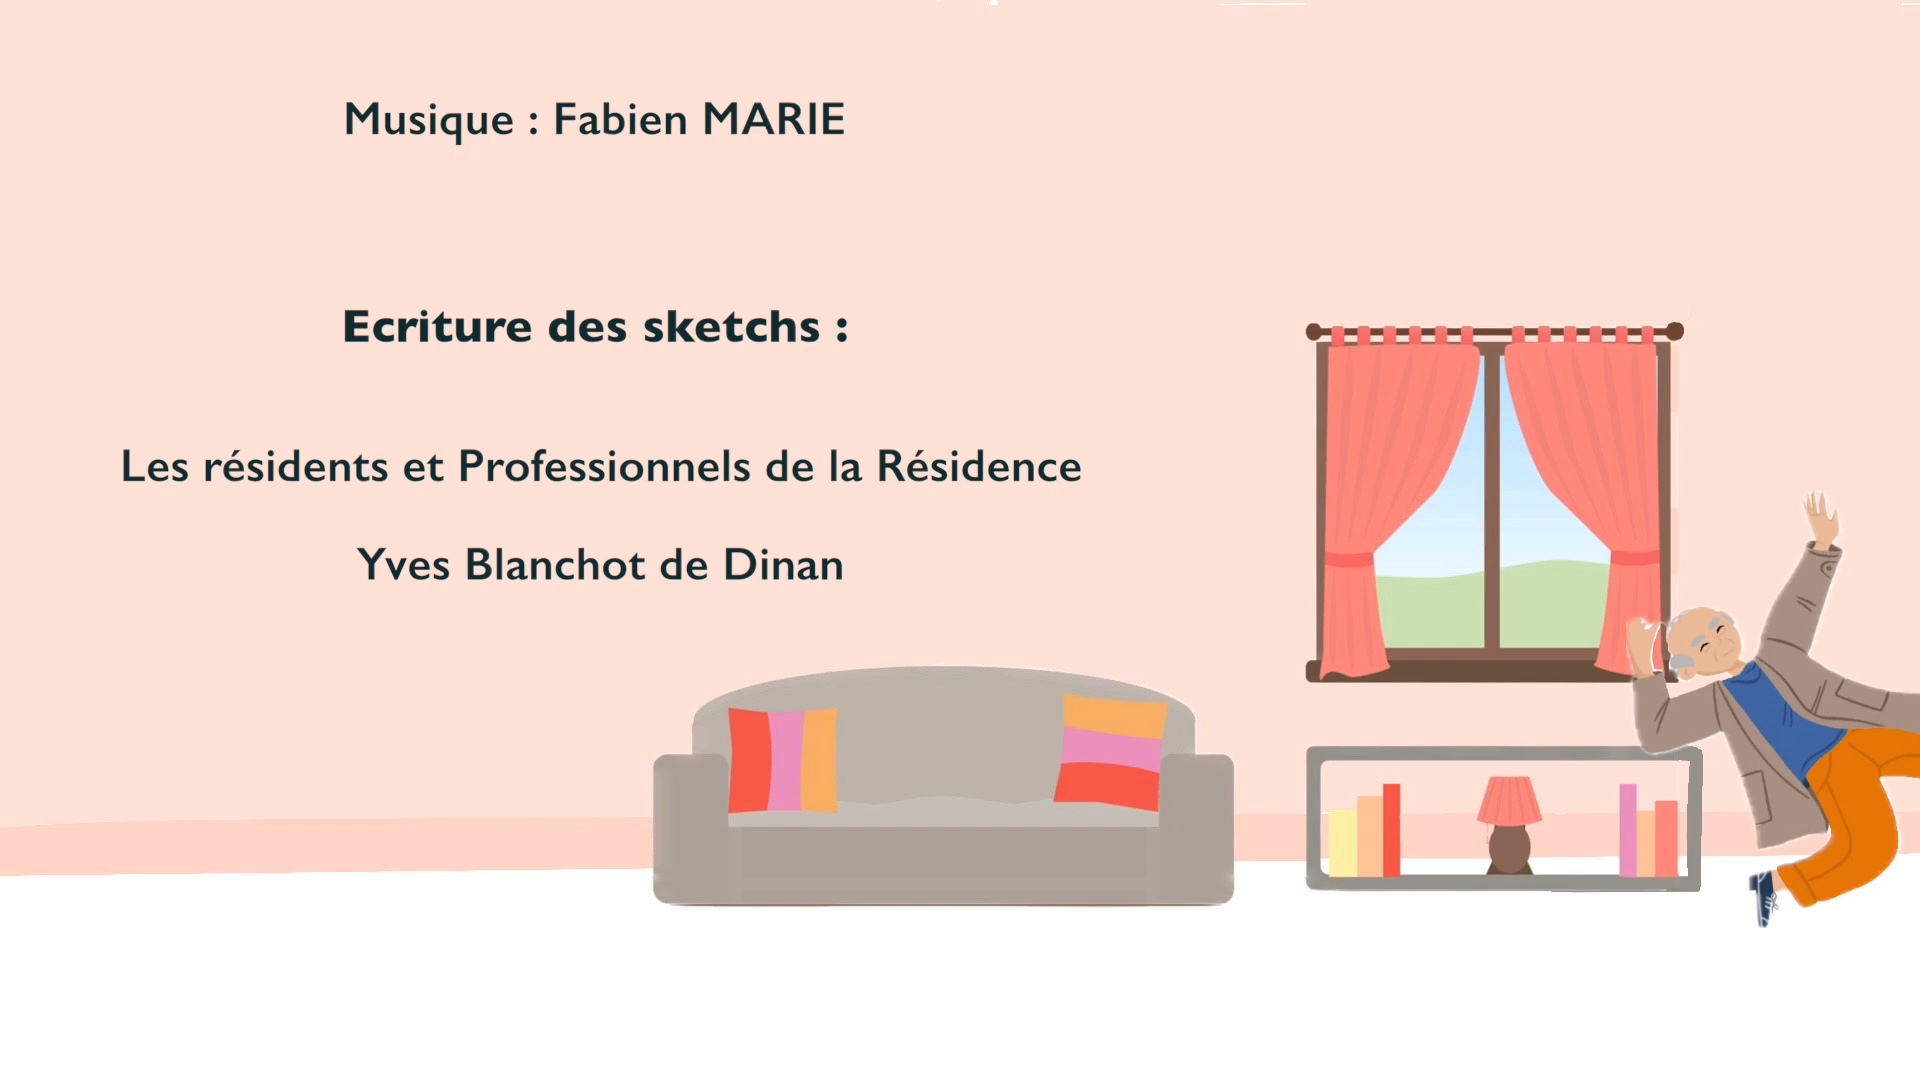 Musique : Fabien MARIE
Ecriture des sketchs :
Les résidents et Professionnels de la Résidence
Yves Blanchot de Dinan